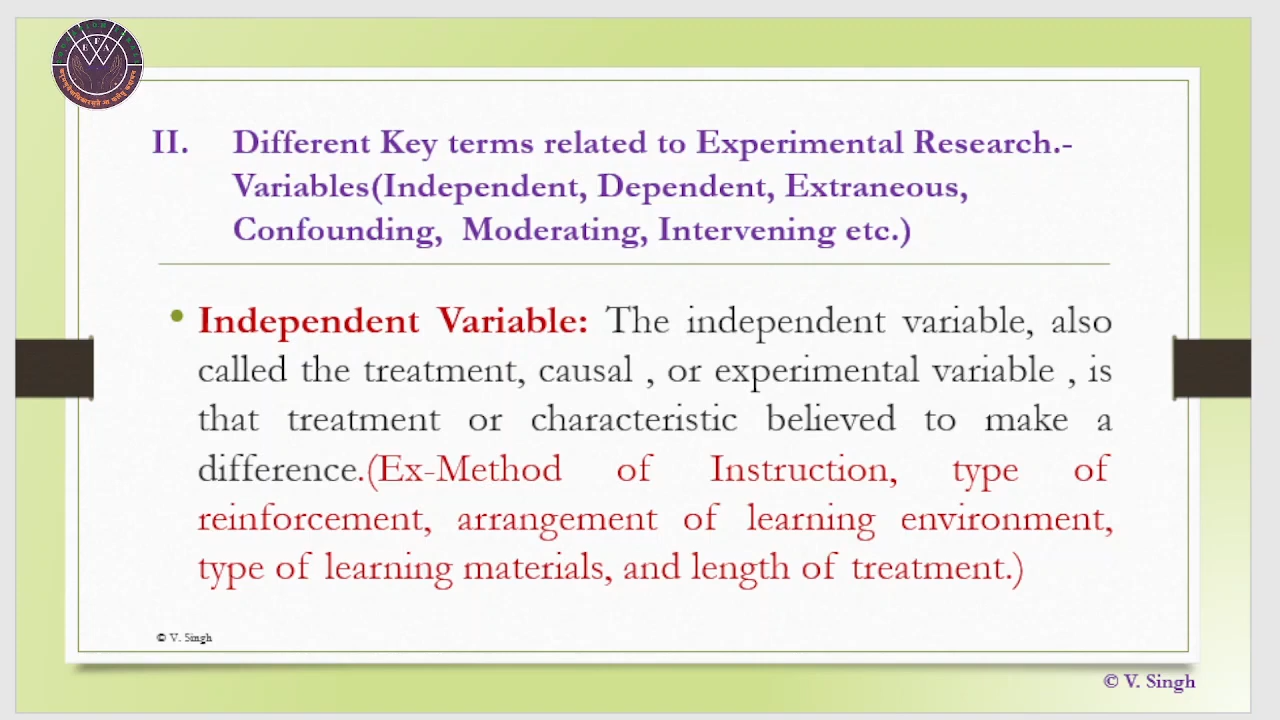 E F A
II. Different Key terms related to Experimental Research.-
Variables(Independent, Dependent, Extraneous,
Confounding, Moderating, Intervening etc.)
• Independent Variable: The independent variable, also
called the treatment, causal , or experimental variable , is
that treatment or characteristic believed to make a
difference.(Ex-Method of Instruction, type of
reinforcement, arrangement of learning environment,
type of learning materials, and length of treatment.)
© V. Singh
© V. Singh